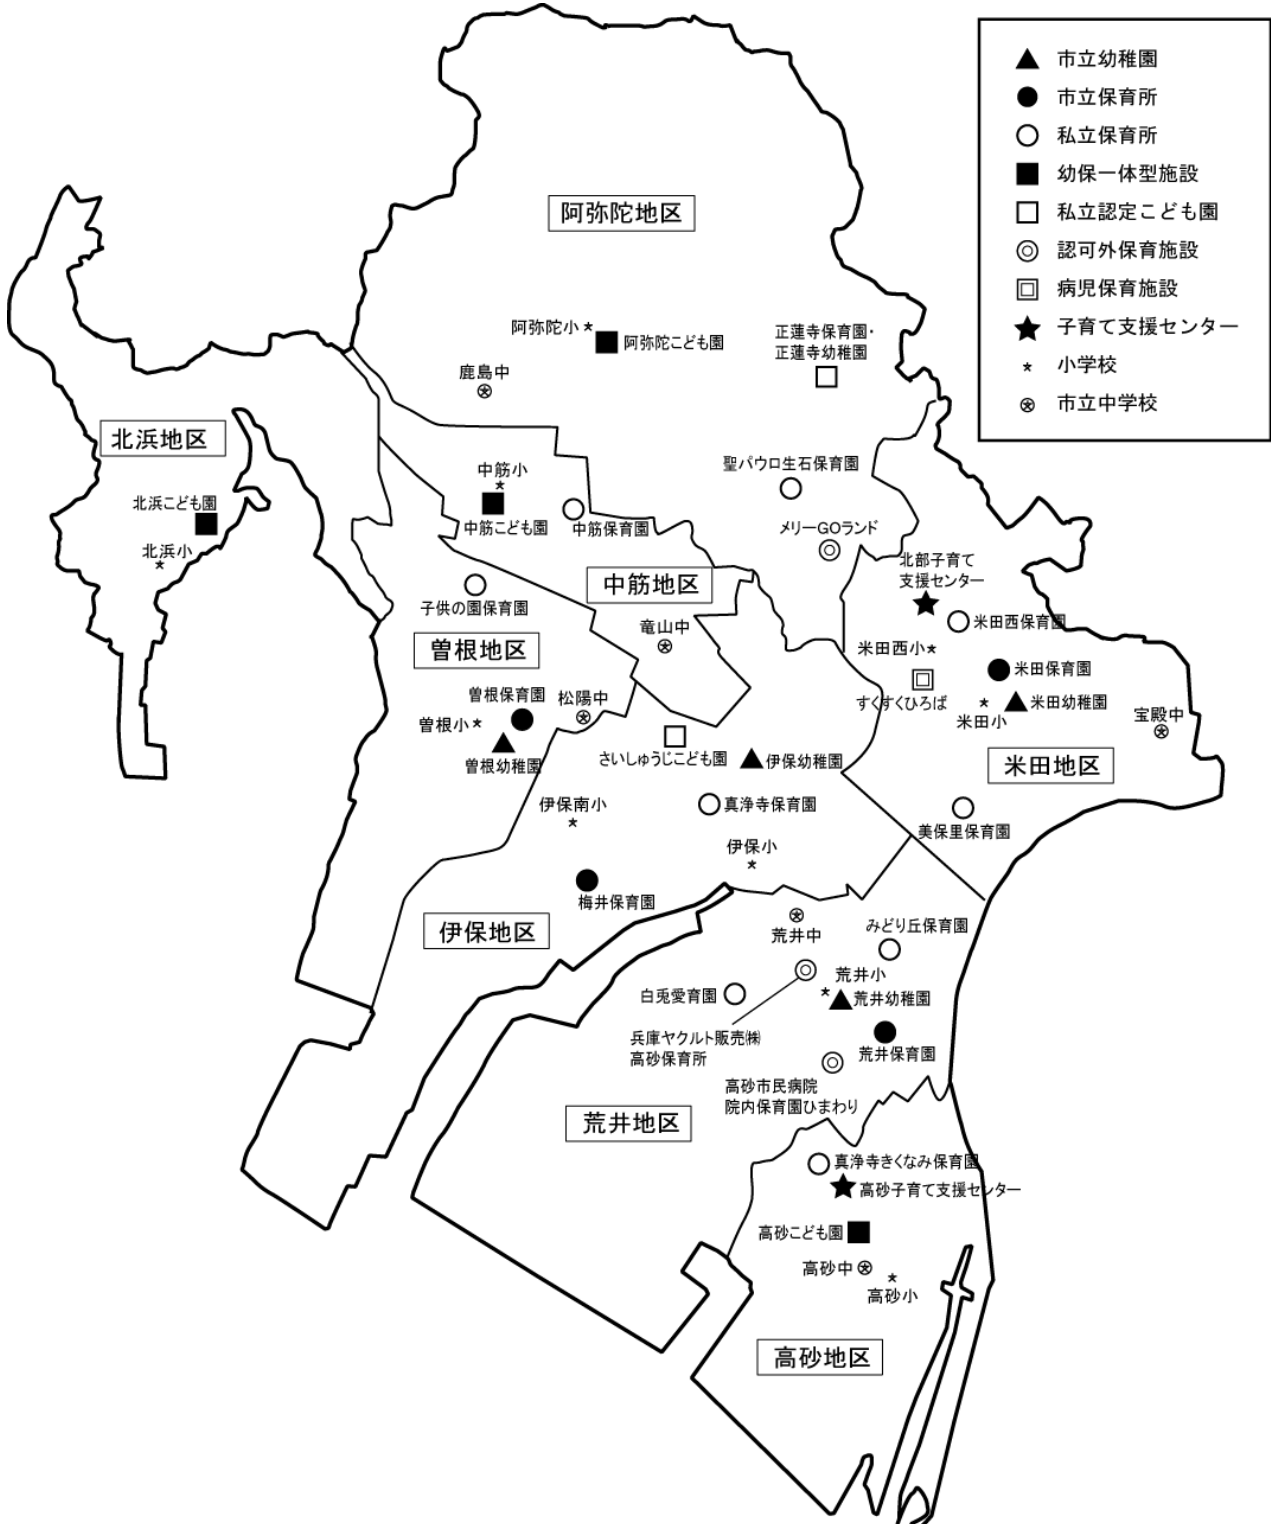 市立幼稚園
市立保育所
私立保育所
幼保一体型施設
私立認定こども園
認可外保育施設
病児保育施設
子育て支援センター
小学校
市立中学校
阿弥陀地区
阿弥陀小
阿弥陀こども園
正蓮寺保育園・
正蓮寺幼稚園
鹿島中
北浜地区
北浜こども園
北浜小
中筋小
中筋こども園
中筋保育園
聖パウロ生石保育園
メリーGOランド
中筋地区
竜山中
北部子育て
支援センター
米田西保育園
米田西小
米田保育園
すくすくひろば
米田小
米田幼稚園
宝殿中
米田地区
美保里保育園
子供の園保育園
曽根地区
曽根保育園
松陽中
曽根小
曽根幼稚園
さいしゅうじこども園
伊保幼稚園
伊保南小
真浄寺保育園
伊保小
梅井保育園
伊保地区
荒井中
みどり丘保育園
荒井小
白兎愛育園
荒井幼稚園
兵庫ヤクルト販売㈱
高砂保育所
荒井保育園
高砂市民病院
院内保育園ひまわり
荒井地区
真浄寺きくなみ保育園
高砂子育て支援センター
高砂こども園
高砂中
高砂小
高砂地区